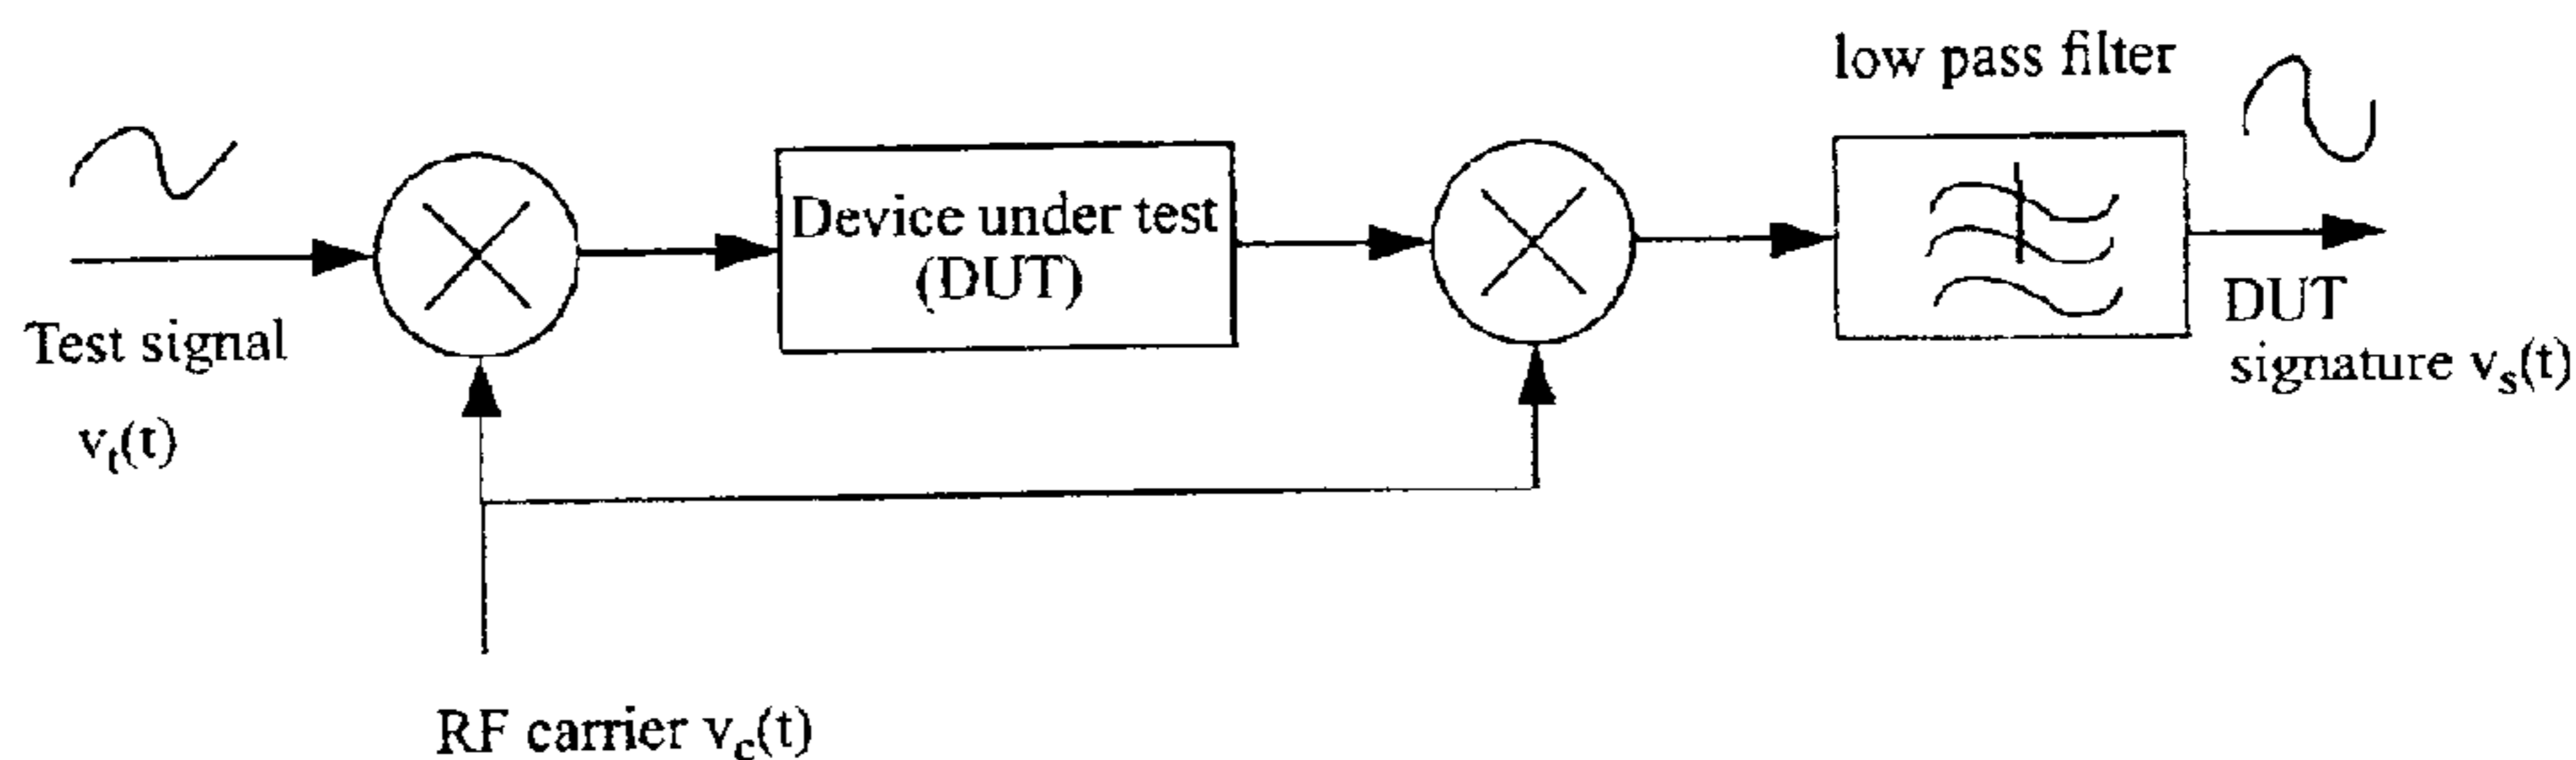 low pass filter
Device under test
(DUT)
Test signal
v_t(t)
DUT
signature v_s(t)
RF carrier v_c(t)